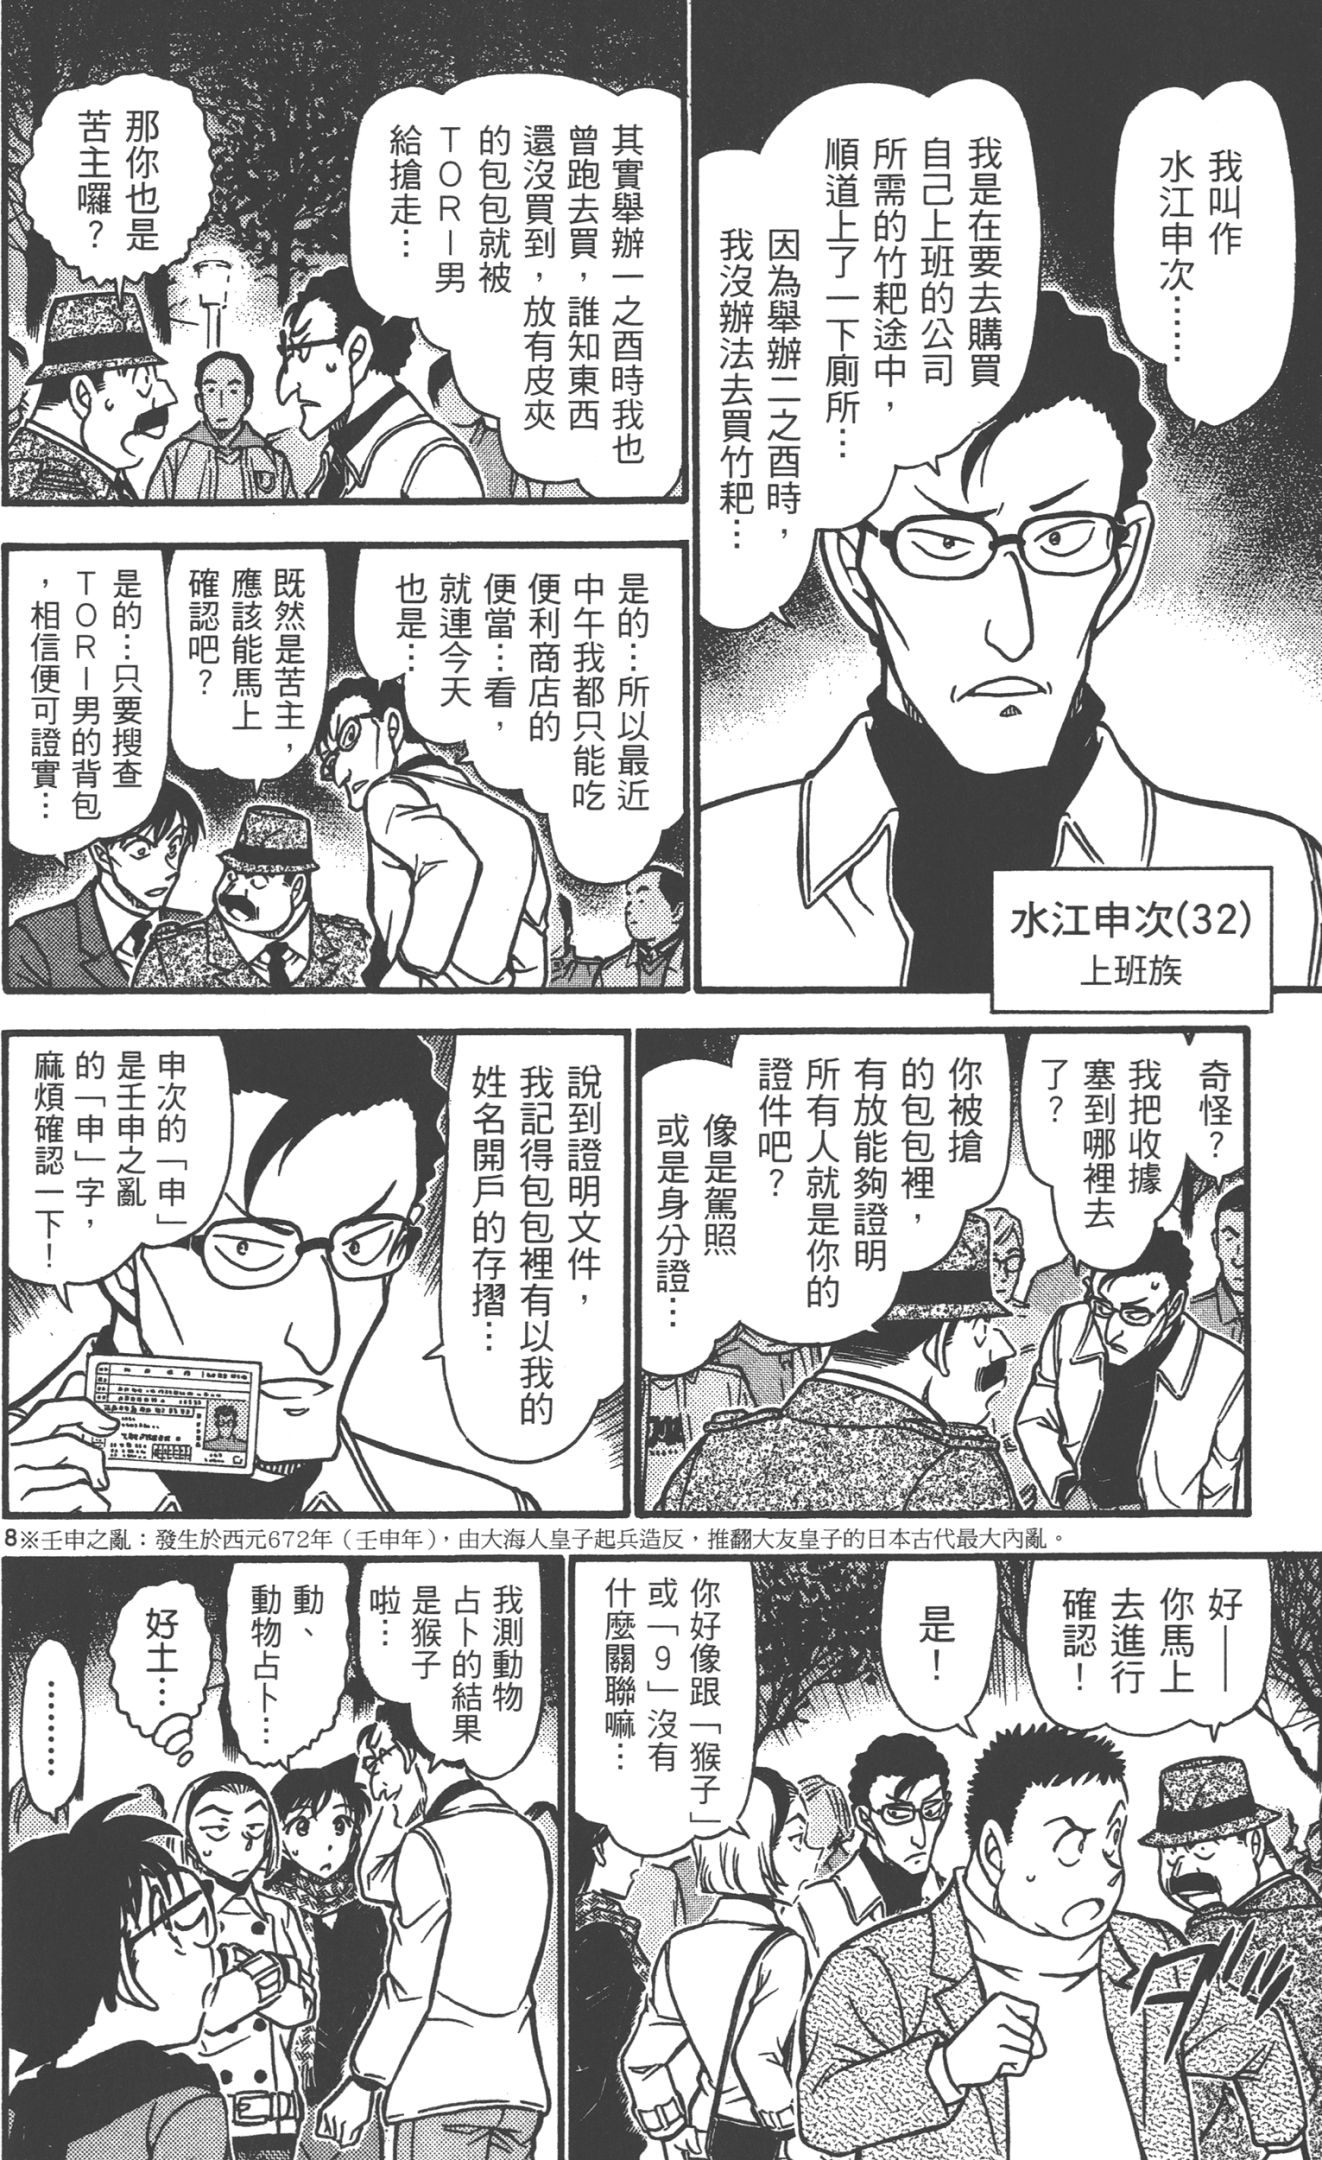 我叫作
水江申次……
我是在要去購買
自己上班的公司
所需的竹耙途中，
順道上了一下廁所…
因為舉辦二之酉時，
我沒辦法去買竹耙…
水江申次(32)
上班族
其實舉辦一之酉時我也
曾跑去買，誰知東西
還沒買到，放有皮夾
的包包就被
TORI男
給搶走…
那你也是
苦主囉？
是的…所以最近
中午我都只能吃
便利商店的
便當…看，
就連今天
也是…
既然是苦主，
應該能馬上
確認吧？
是的…只要搜查
TORI男的背包
，相信便可證實…
奇怪？
我把收據
塞到哪裡去
了？
你被搶
的包包裡，
有放能夠證明
所有人就是你的
證件吧？
像是駕照
或是身分證…
說到證明文件，
我記得包包裡有以我的
姓名開戶的存摺…
申次的「申」
是壬申之亂
的「申」字，
麻煩確認一下！
8※壬申之亂：發生於西元672年（壬申年），由大海人皇子起兵造反，推翻大友皇子的日本古代最大內亂。
好——
你馬上
去進行
確認！
是！
你好像跟「猴子」
或「9」沒有
什麼關聯嘛…
我測動物
占卜的結果
是猴子
啦…
動、
動物占卜…
好土…
………